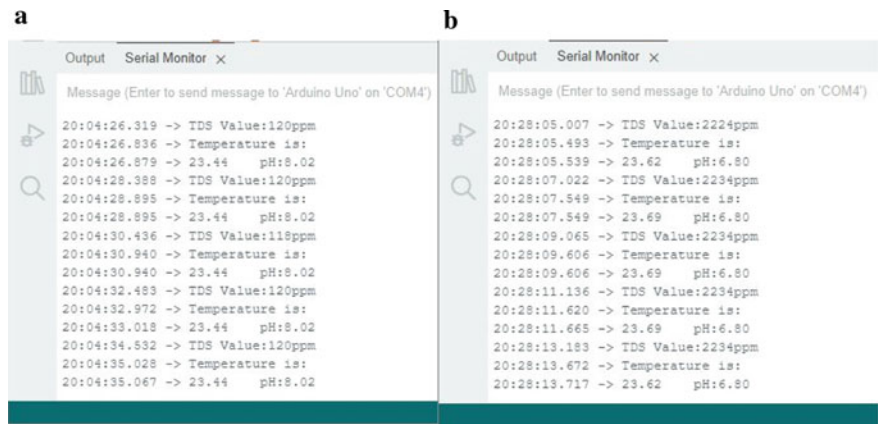 a
Output Serial Monitor ×
Message (Enter to send message to 'Arduino Uno' on 'COM4')
20:04:26.319 -> TDS Value:120ppm
20:04:26.836 -> Temperature is:
20:04:26.879 -> 23.44 pH:8.02
20:04:28.388 -> TDS Value:120ppm
20:04:28.895 -> Temperature is:
20:04:28.895 -> 23.44 pH:8.02
20:04:30.436 -> TDS Value:118ppm
20:04:30.940 -> Temperature is:
20:04:30.940 -> 23.44 pH:8.02
20:04:32.483 -> TDS Value:120ppm
20:04:32.972 -> Temperature is:
20:04:33.018 -> 23.44 pH:8.02
20:04:34.532 -> TDS Value:120ppm
20:04:35.028 -> Temperature is:
20:04:35.067 -> 23.44 pH:8.02
b
Output Serial Monitor ×
Message (Enter to send message to 'Arduino Uno' on 'COM4')
20:28:05.007 -> TDS Value:2224ppm
20:28:05.493 -> Temperature is:
20:28:05.539 -> 23.62 pH:6.80
20:28:07.022 -> TDS Value:2234ppm
20:28:07.549 -> Temperature is:
20:28:07.549 -> 23.69 pH:6.80
20:28:09.065 -> TDS Value:2234ppm
20:28:09.606 -> Temperature is:
20:28:09.606 -> 23.69 pH:6.80
20:28:11.136 -> TDS Value:2234ppm
20:28:11.620 -> Temperature is:
20:28:11.665 -> 23.69 pH:6.80
20:28:13.183 -> TDS Value:2234ppm
20:28:13.672 -> Temperature is:
20:28:13.717 -> 23.62 pH:6.80